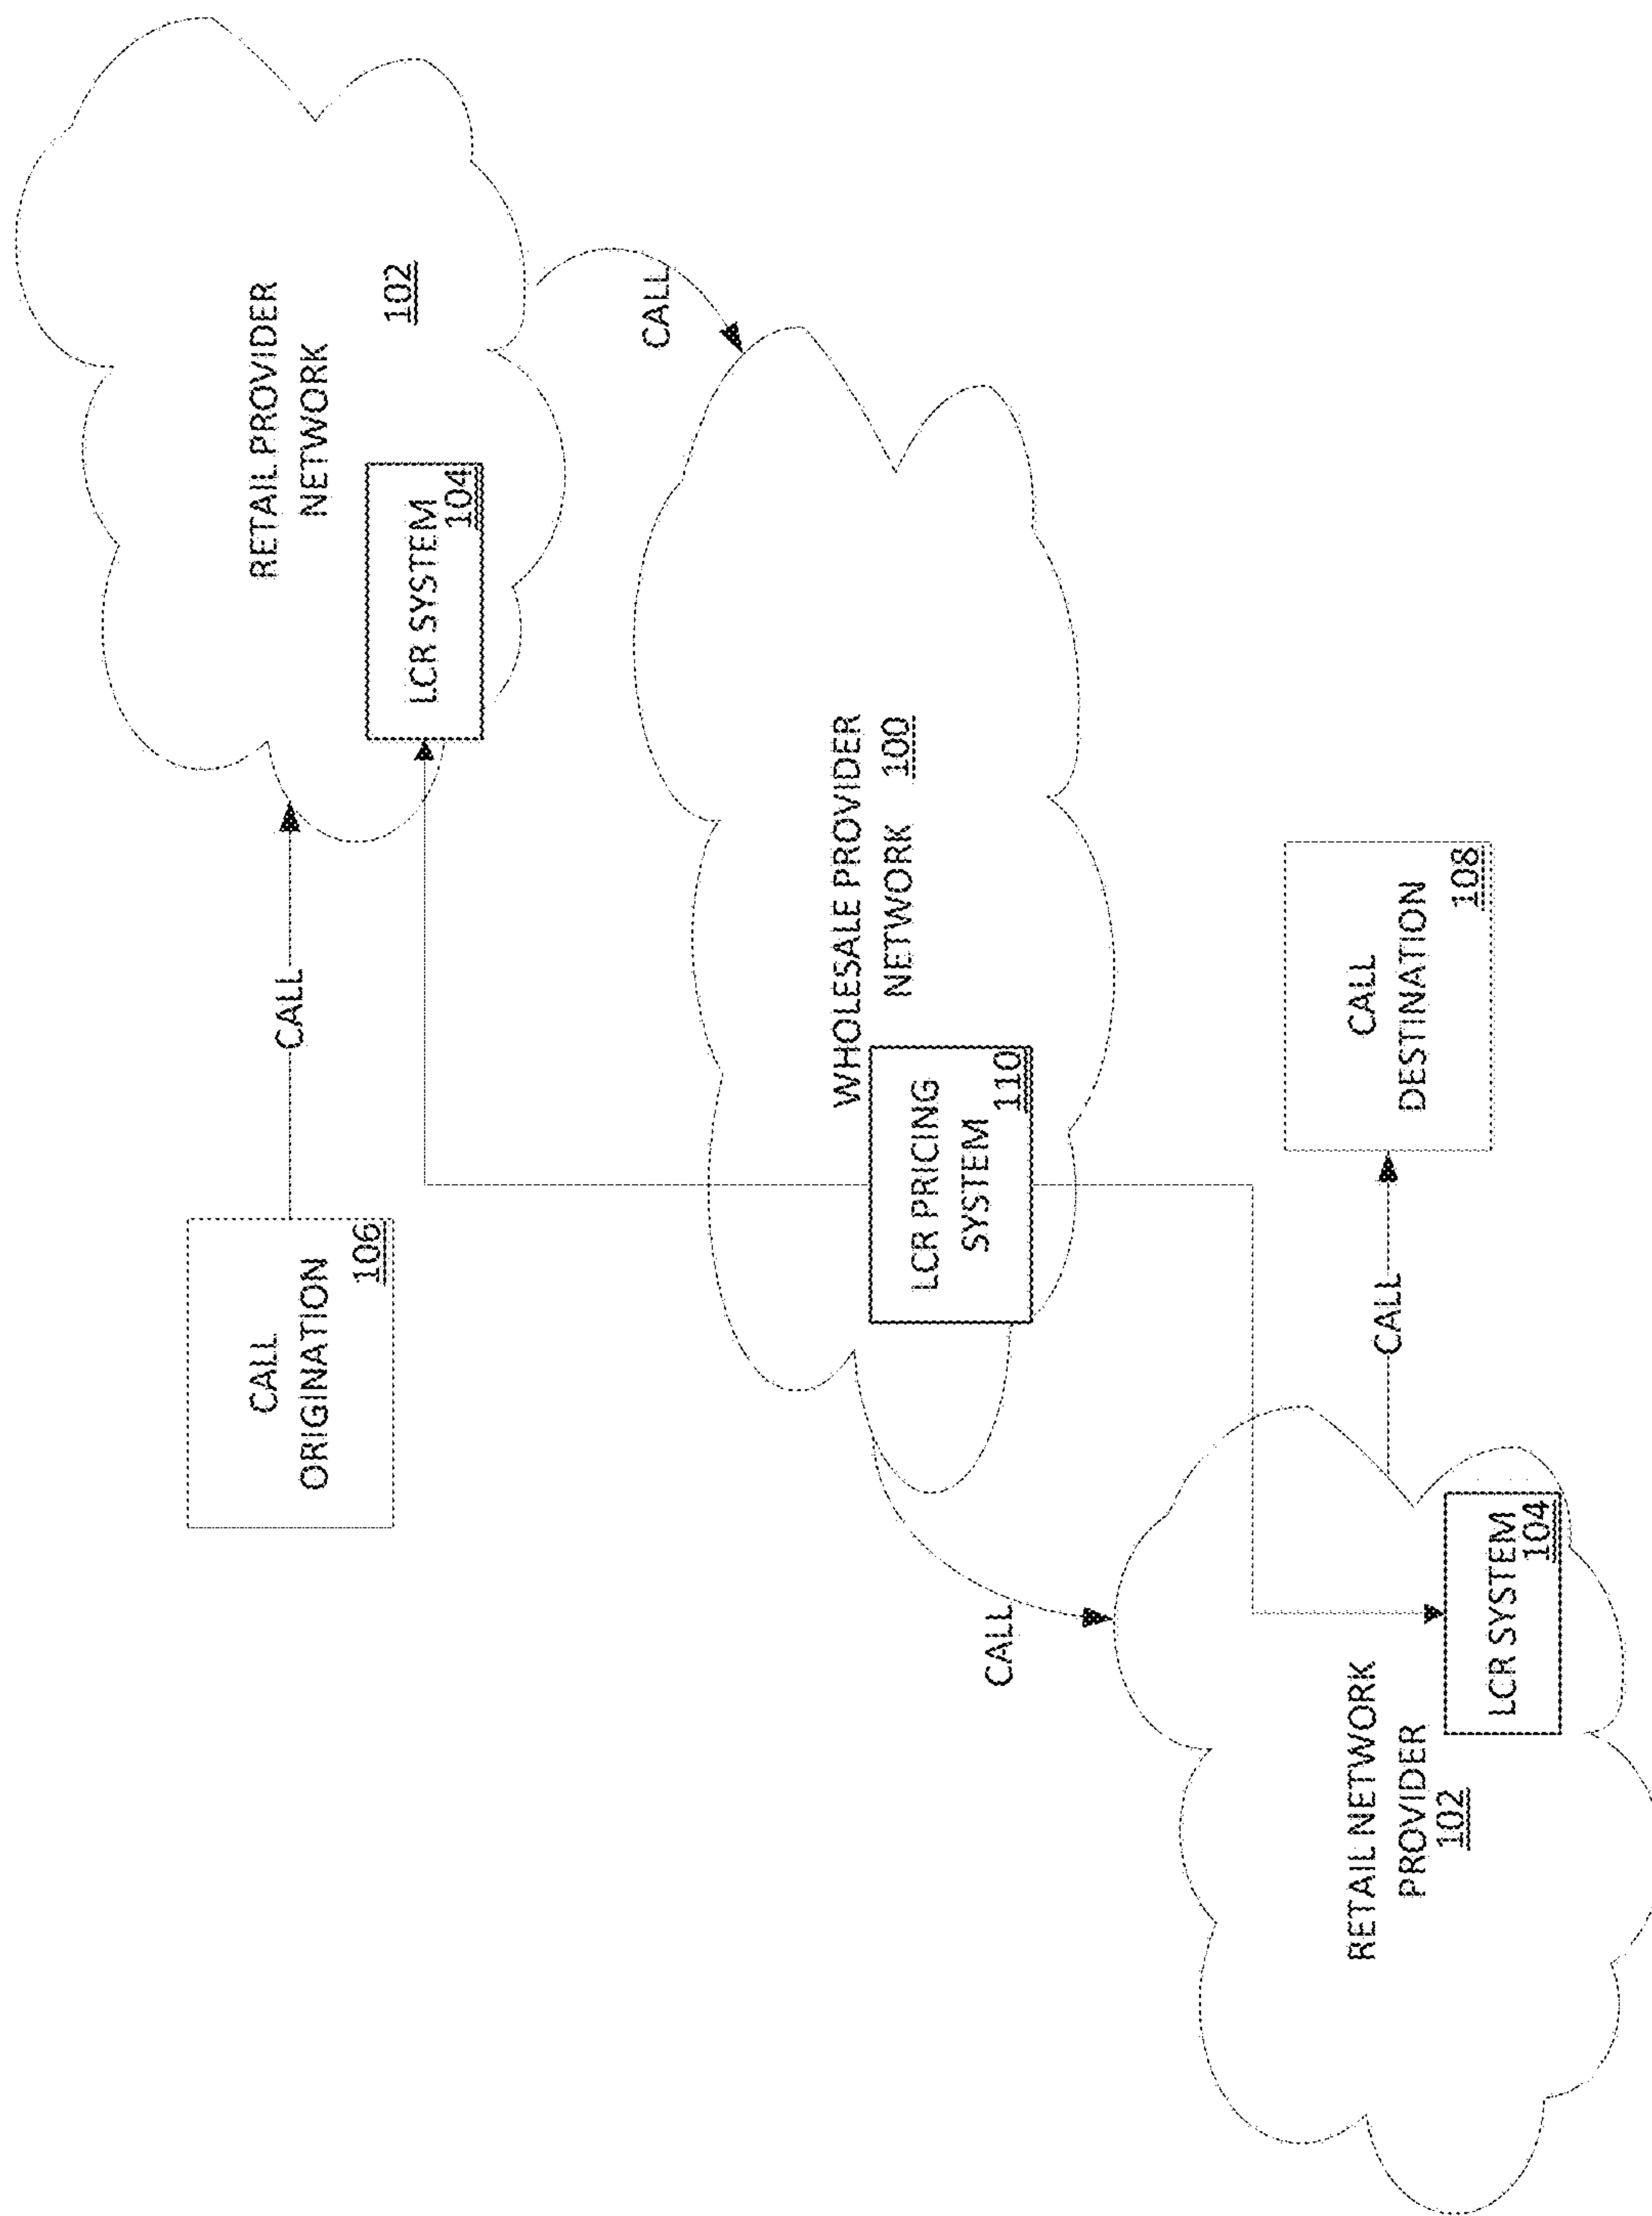 CALL
ORIGINATION
106
CALL
RETAIL PROVIDER
NETWORK
102
LCR SYSTEM
104
CALL
WHOLESALE PROVIDER
NETWORK 100
LCR PRICING
SYSTEM
110
CALL
RETAIL NETWORK
PROVIDER
102
LCR SYSTEM
104
CALL
CALL
DESTINATION
108